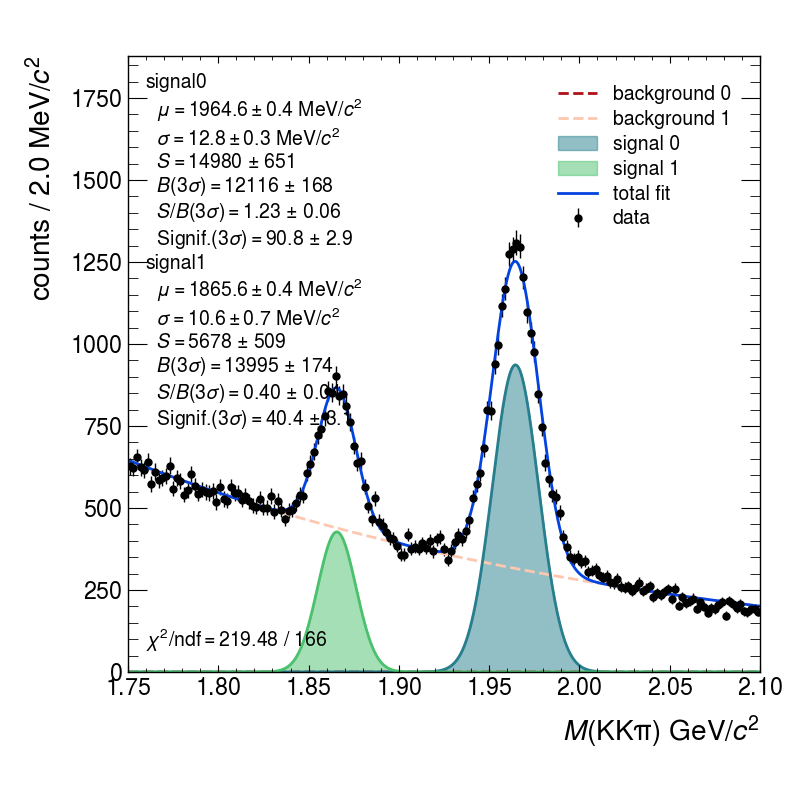 counts / 2.0 MeV/c²
signal0
μ = 1964.6 ± 0.4 MeV/c²
σ = 12.8 ± 0.3 MeV/c²
S = 14980 ± 651
B(3σ) = 12116 ± 168
S/B(3σ) = 1.23 ± 0.06
Signif.(3σ) = 90.8 ± 2.9
signal1
μ = 1865.6 ± 0.4 MeV/c²
σ = 10.6 ± 0.7 MeV/c²
S = 5678 ± 509
B(3σ) = 13995 ± 174
S/B(3σ) = 0.40 ±
Signif.(3σ) = 40.4 ±
χ²/ndf = 219.48 / 166
background 0
background 1
signal 0
signal 1
total fit
data
1750
1500
1250
1000
750
500
250
0
1.75 1.80 1.85 1.90 1.95 2.00 2.05 2.10
M(KKπ) GeV/c²